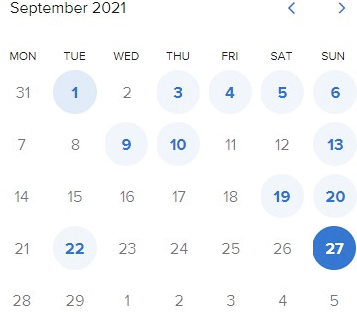 September 2021
MON TUE WED THU FRI SAT SUN
31 1 2 3 4 5 6
7 8 9 10 11 12 13
14 15 16 17 18 19 20
21 22 23 24 25 26 27
28 29 1 2 3 4 5